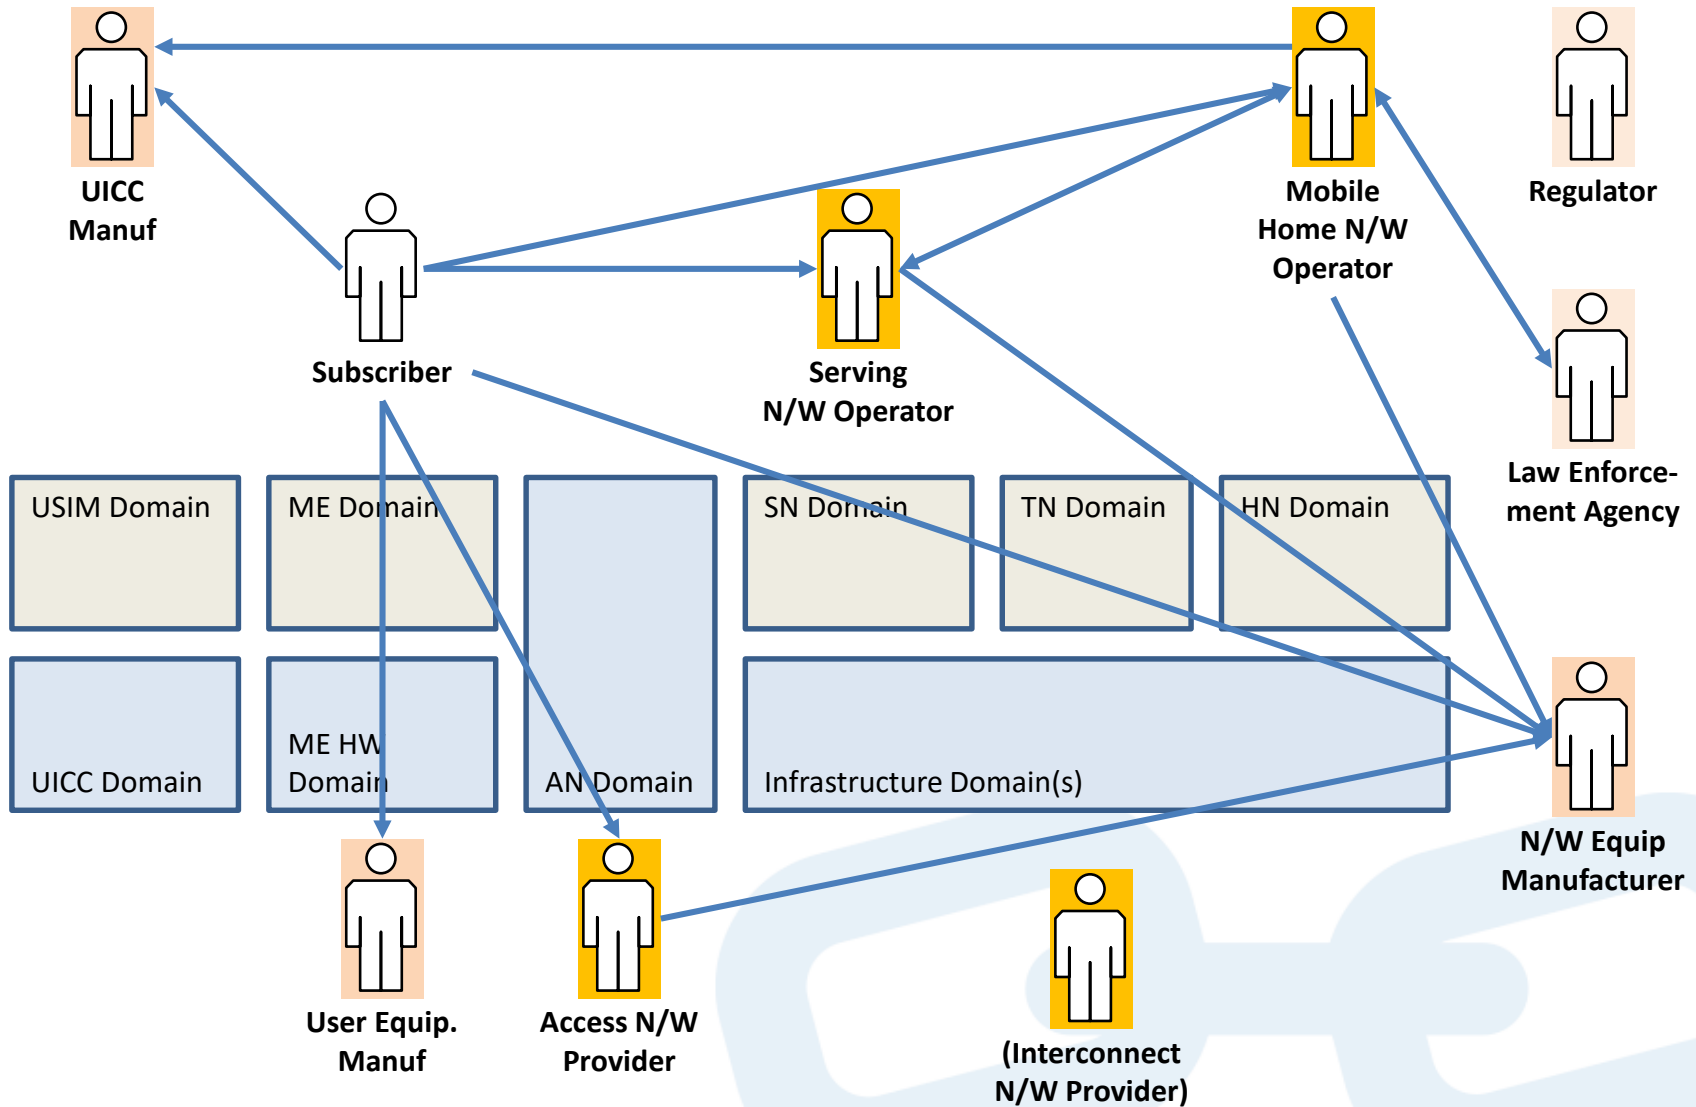 UICC
Manuf
Mobile
Home N/W
Operator
Regulator
Subscriber
Serving
N/W Operator
Law Enforce-
ment Agency
USIM Domain
ME Domain
SN Domain
TN Domain
HN Domain
UICC Domain
ME HW
Domain
AN Domain
Infrastructure Domain(s)
N/W Equip
Manufacturer
User Equip.
Manuf
Access N/W
Provider
(Interconnect
N/W Provider)